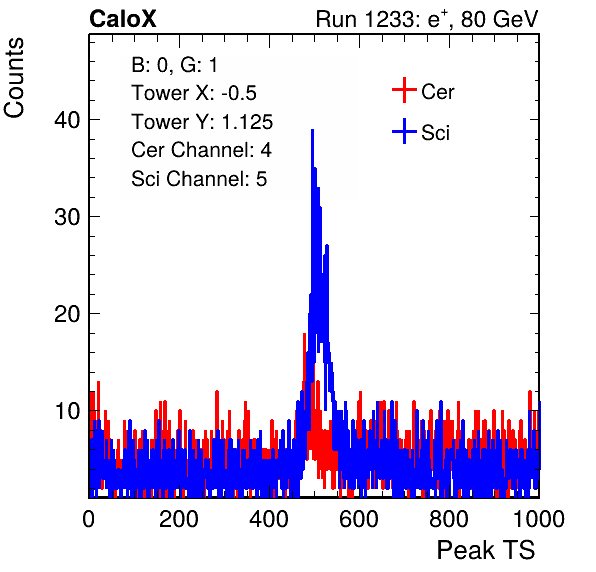 CaloX Run 1233: e⁺, 80 GeV
Counts
B: 0, G: 1
Tower X: -0.5
Tower Y: 1.125
Cer Channel: 4
Sci Channel: 5
Cer
Sci
40
30
20
10
0 200 400 600 800 1000
Peak TS